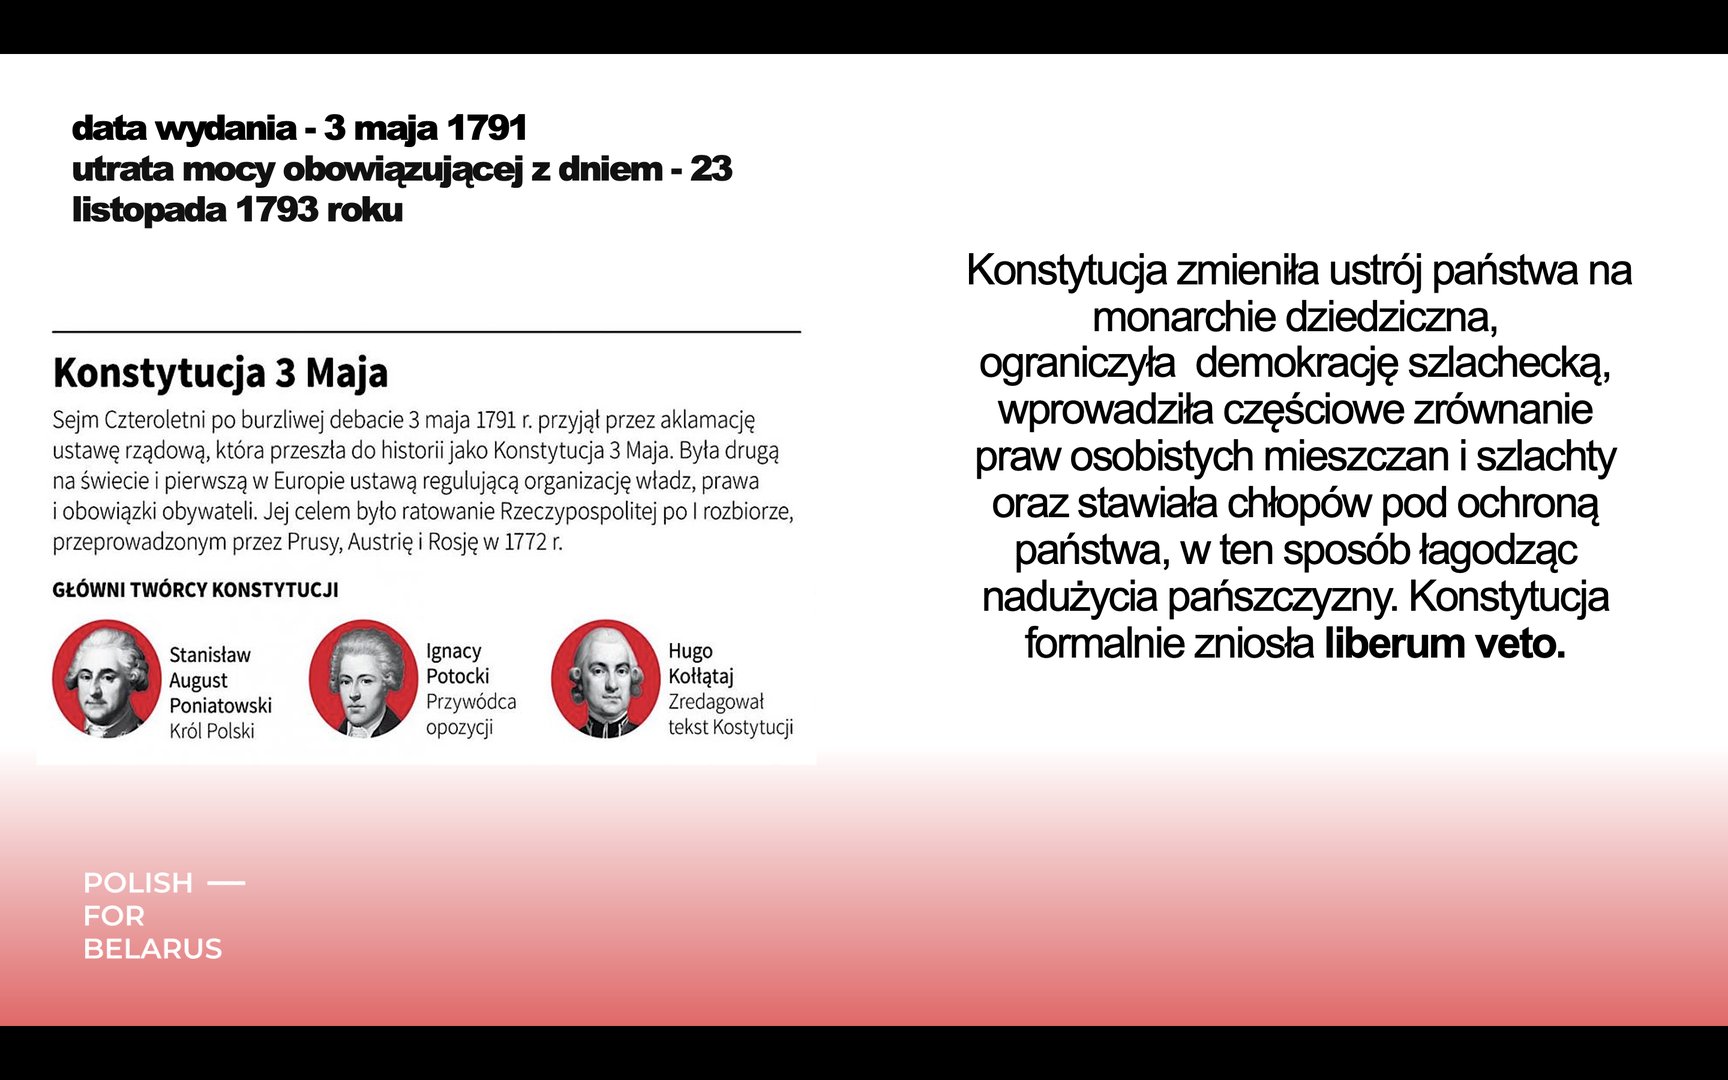 data wydania - 3 maja 1791
utrata mocy obowiązującej z dniem - 23
listopada 1793 roku
Konstytucja 3 Maja
Sejm Czteroletni po burzliwej debacie 3 maja 1791 r. przyjął przez aklamację
ustawę rządową, która przeszła do historii jako Konstytucja 3 Maja. Była drugą
na świecie i pierwszą w Europie ustawą regulującą organizację władz, prawa
i obowiązki obywateli. Jej celem było ratowanie Rzeczypospolitej po I rozbiorze,
przeprowadzonym przez Prusy, Austrię i Rosję w 1772 r.
GŁÓWNI TWÓRCY KONSTYTUCJI
Stanisław
August
Poniatowski
Król Polski
Ignacy
Potocki
Przywódca
opozycji
Hugo
Kołłątaj
Zredagował
tekst Kostytucji
Konstytucja zmieniła ustrój państwa na
monarchie dziedziczna,
ograniczyła  demokrację szlachecką,
wprowadziła częściowe zrównanie
praw osobistych mieszczan i szlachty
oraz stawiała chłopów pod ochroną
państwa, w ten sposób łagodząc
nadużycia pańszczyzny. Konstytucja
formalnie zniosła liberum veto.
POLISH —
FOR
BELARUS